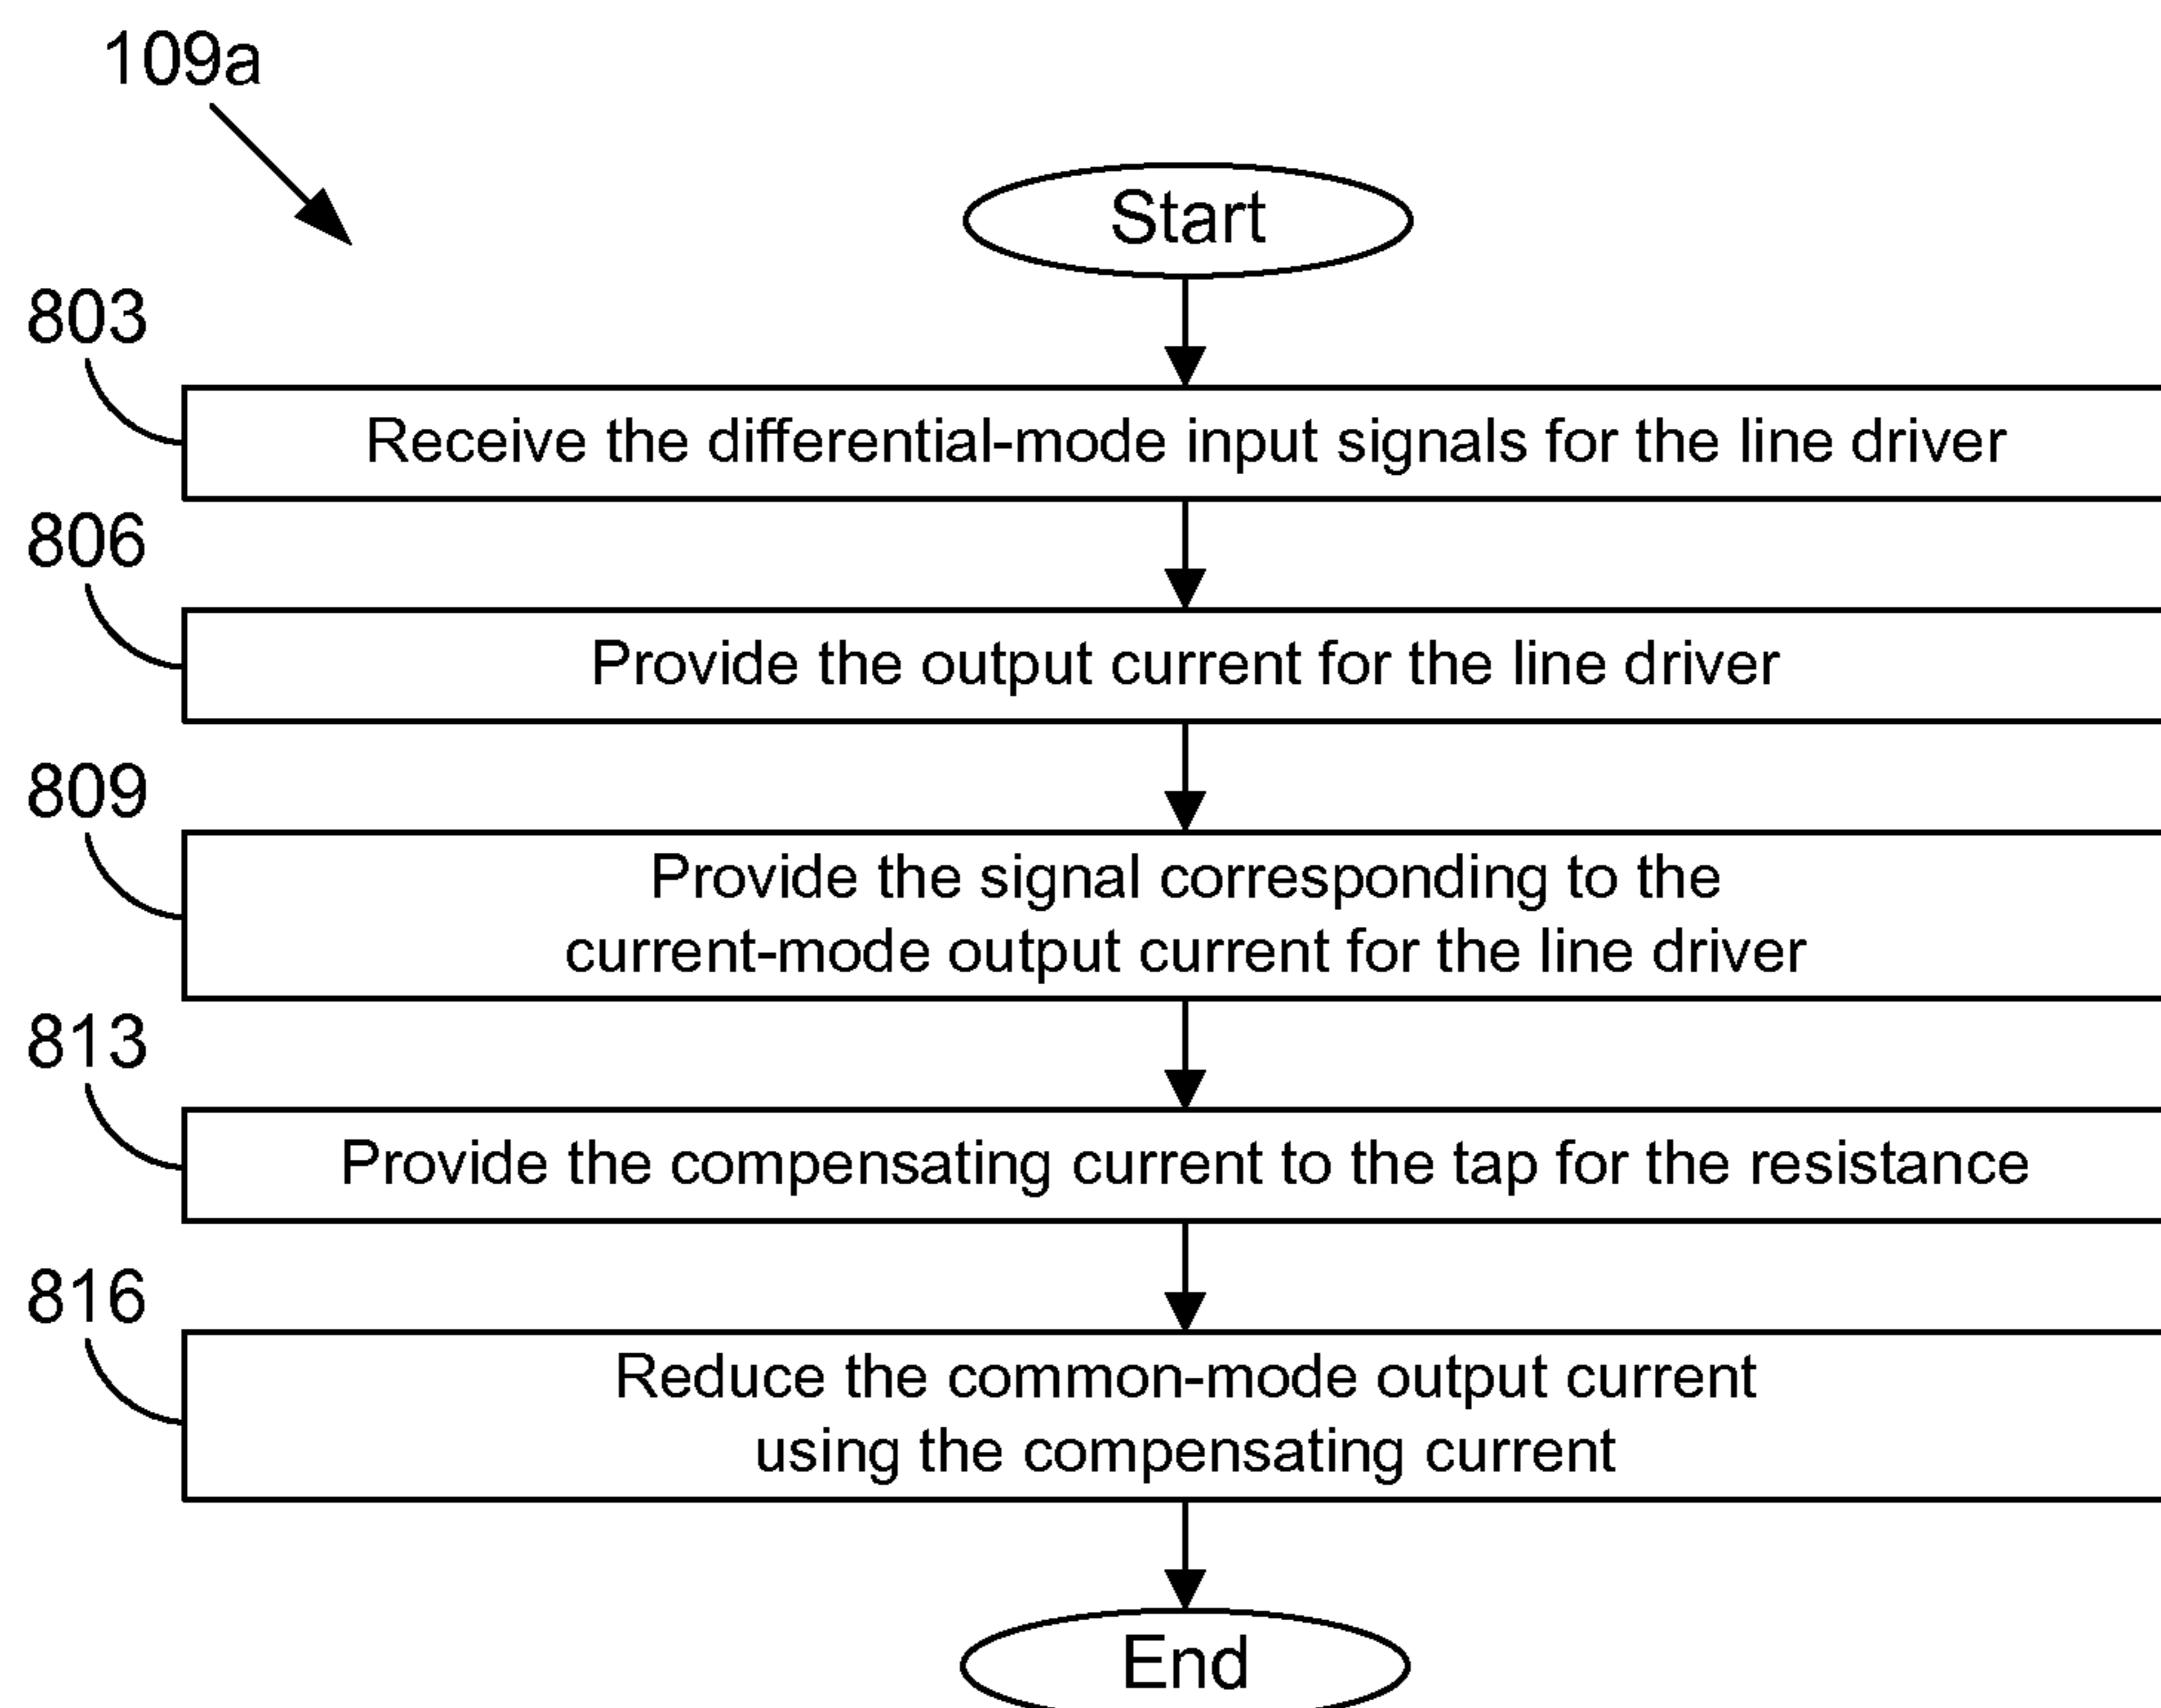 109a
Start
803
Receive the differential-mode input signals for the line driver
806
Provide the output current for the line driver
809
Provide the signal corresponding to the
current-mode output current for the line driver
813
Provide the compensating current to the tap for the resistance
816
Reduce the common-mode output current
using the compensating current
End